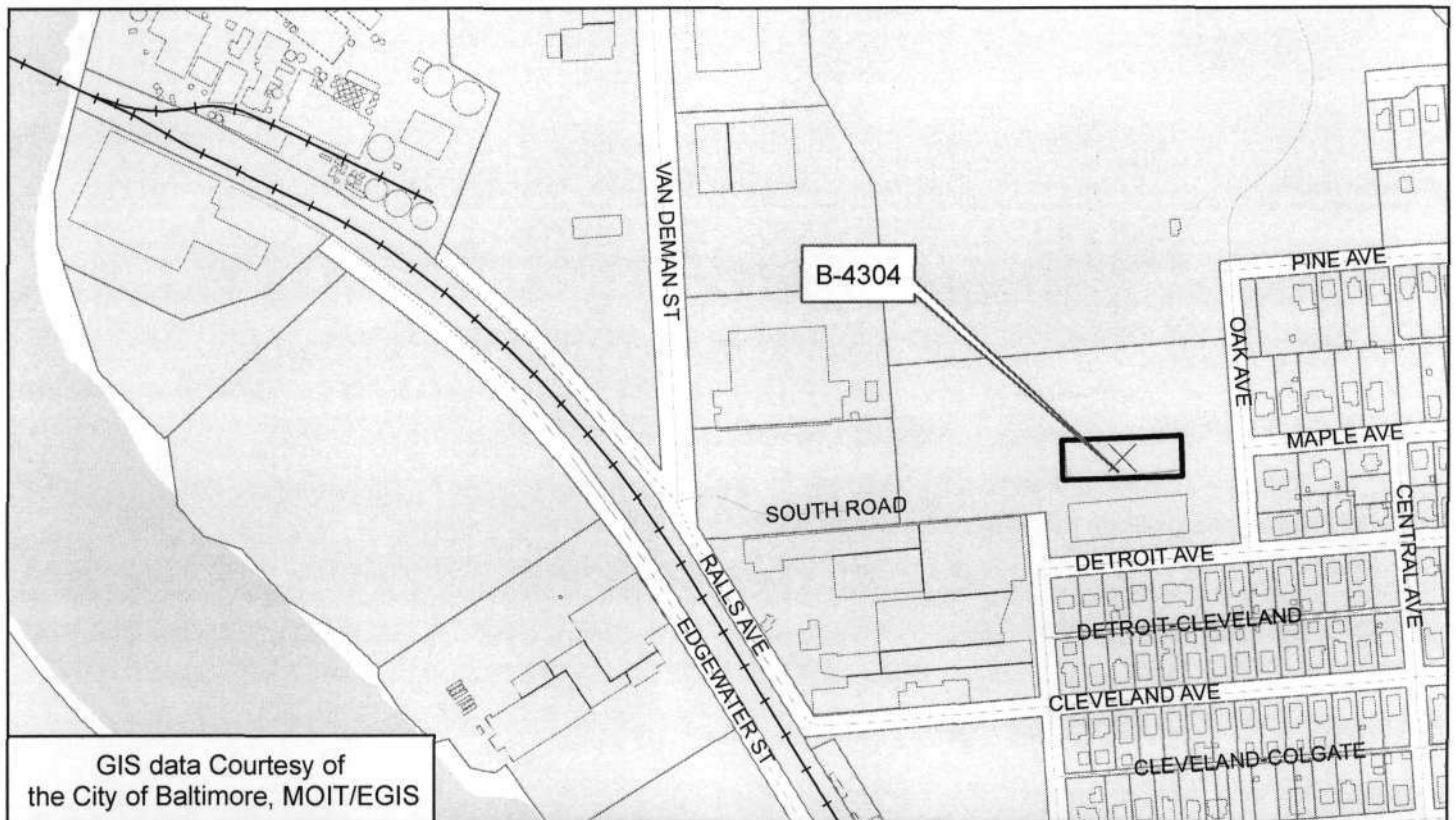 VAN DEMAN ST
B-4304
PINE AVE
OAK AVE
MAPLE AVE
SOUTH ROAD
CENTRAL AVE
RALLS AVE
DETROIT AVE
EDGEWATER ST
DETROIT-CLEVELAND
CLEVELAND AVE
CLEVELAND-COLGATE
GIS data Courtesy of
the City of Baltimore, MOIT/EGIS